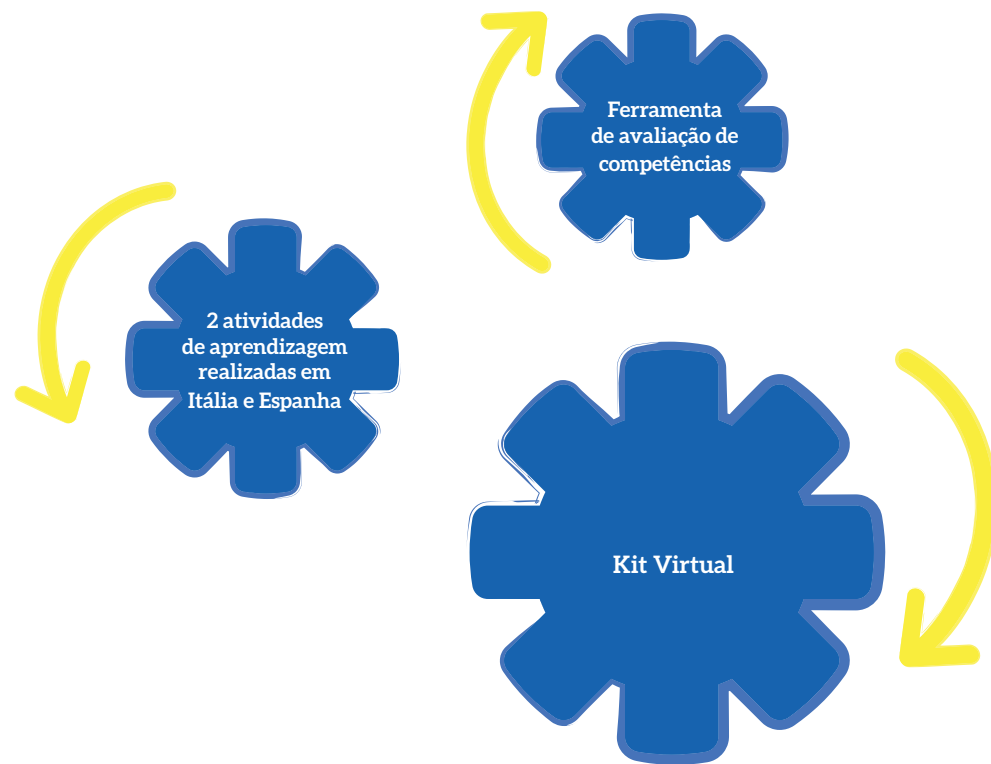 Ferramenta
de avaliação de
competências
2 atividades
de aprendizagem
realizadas em
Itália e Espanha
Kit Virtual